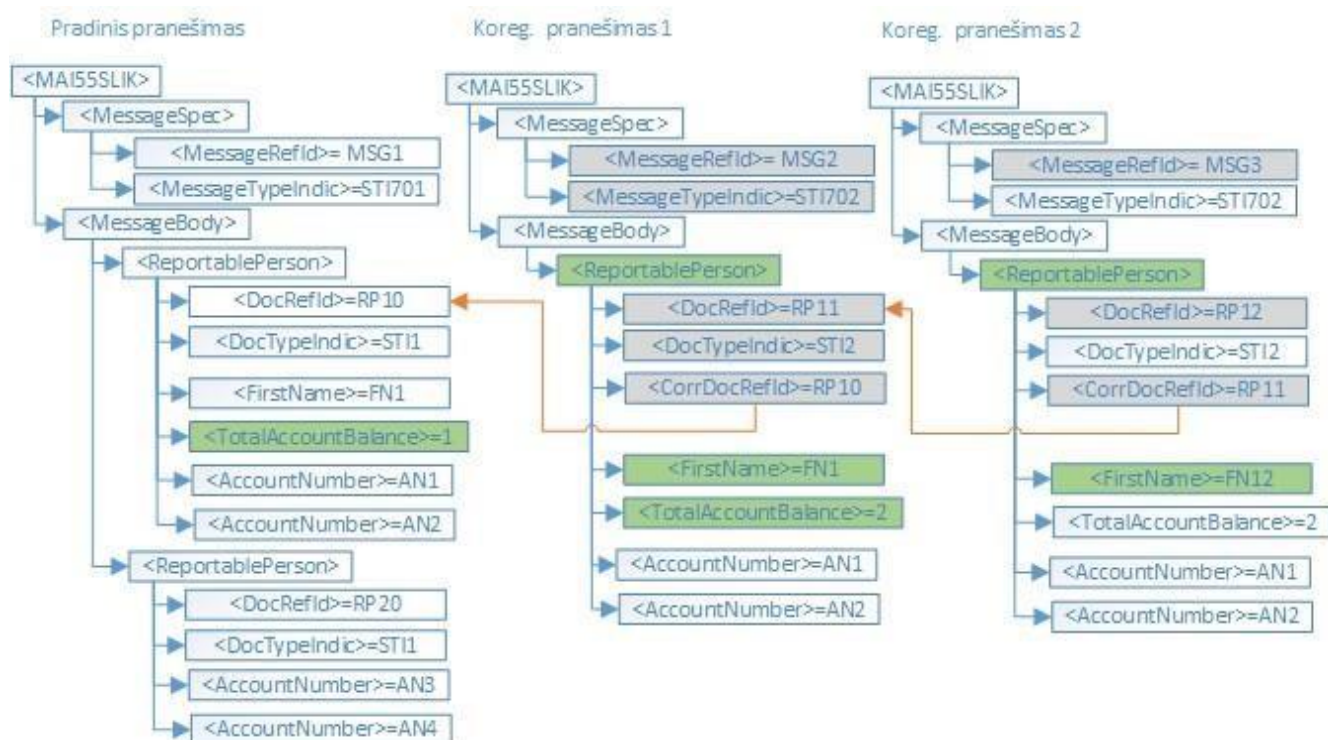 Pradinis pranešimas
<MAI55SLIK>
<MessageSpec>
<MessageRefId>= MSG1
<MessageTypeIndic>=STI701
<MessageBody>
<ReportablePerson>
<DocRefId>=RP10
<DocTypeIndic>=STI1
<FirstName>=FN1
<TotalAccountBalance>=1
<AccountNumber>=AN1
<AccountNumber>=AN2
<ReportablePerson>
<DocRefId>=RP20
<DocTypeIndic>=STI1
<AccountNumber>=AN3
<AccountNumber>=AN4
Koreg. pranešimas 1
<MAI55SLIK>
<MessageSpec>
<MessageRefId>= MSG2
<MessageTypeIndic>=STI702
<MessageBody>
<ReportablePerson>
<DocRefId>=RP11
<DocTypeIndic>=STI2
<CorrDocRefId>=RP10
<FirstName>=FN1
<TotalAccountBalance>=2
<AccountNumber>=AN1
<AccountNumber>=AN2
Koreg. pranešimas 2
<MAI55SLIK>
<MessageSpec>
<MessageRefId>= MSG3
<MessageTypeIndic>=STI702
<MessageBody>
<ReportablePerson>
<DocRefId>=RP12
<DocTypeIndic>=STI2
<CorrDocRefId>=RP11
<FirstName>=FN12
<TotalAccountBalance>=2
<AccountNumber>=AN1
<AccountNumber>=AN2